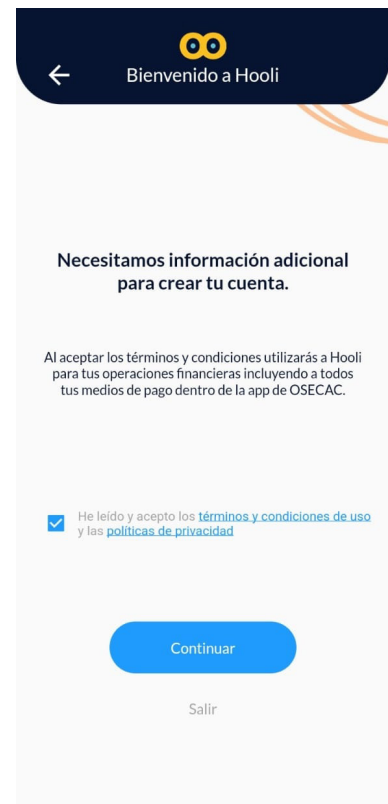 Bienvenido a Hooli
Necesitamos información adicional
para crear tu cuenta.
Al aceptar los términos y condiciones utilizarás a Hooli
para tus operaciones financieras incluyendo a todos
tus medios de pago dentro de la app de OSECAC.
He leído y acepto los términos y condiciones de uso
y las políticas de privacidad
Continuar
Salir